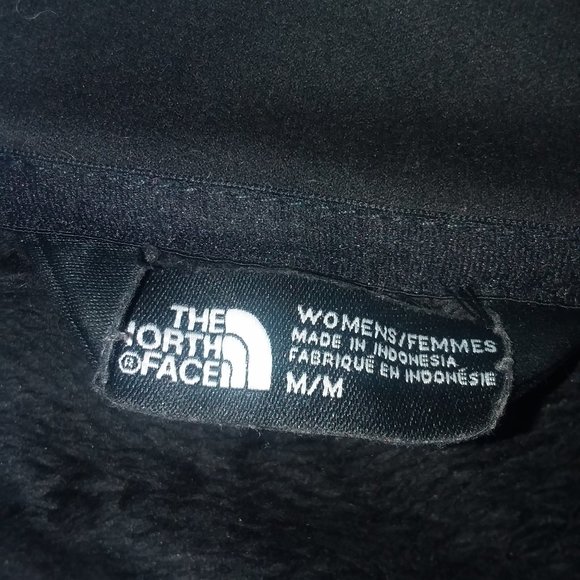 THE
NORTH
®FACE
WOMENS/FEMMES
MADE IN INDONESIA
FABRIQUÉ EN INDONÉSIE
M/M